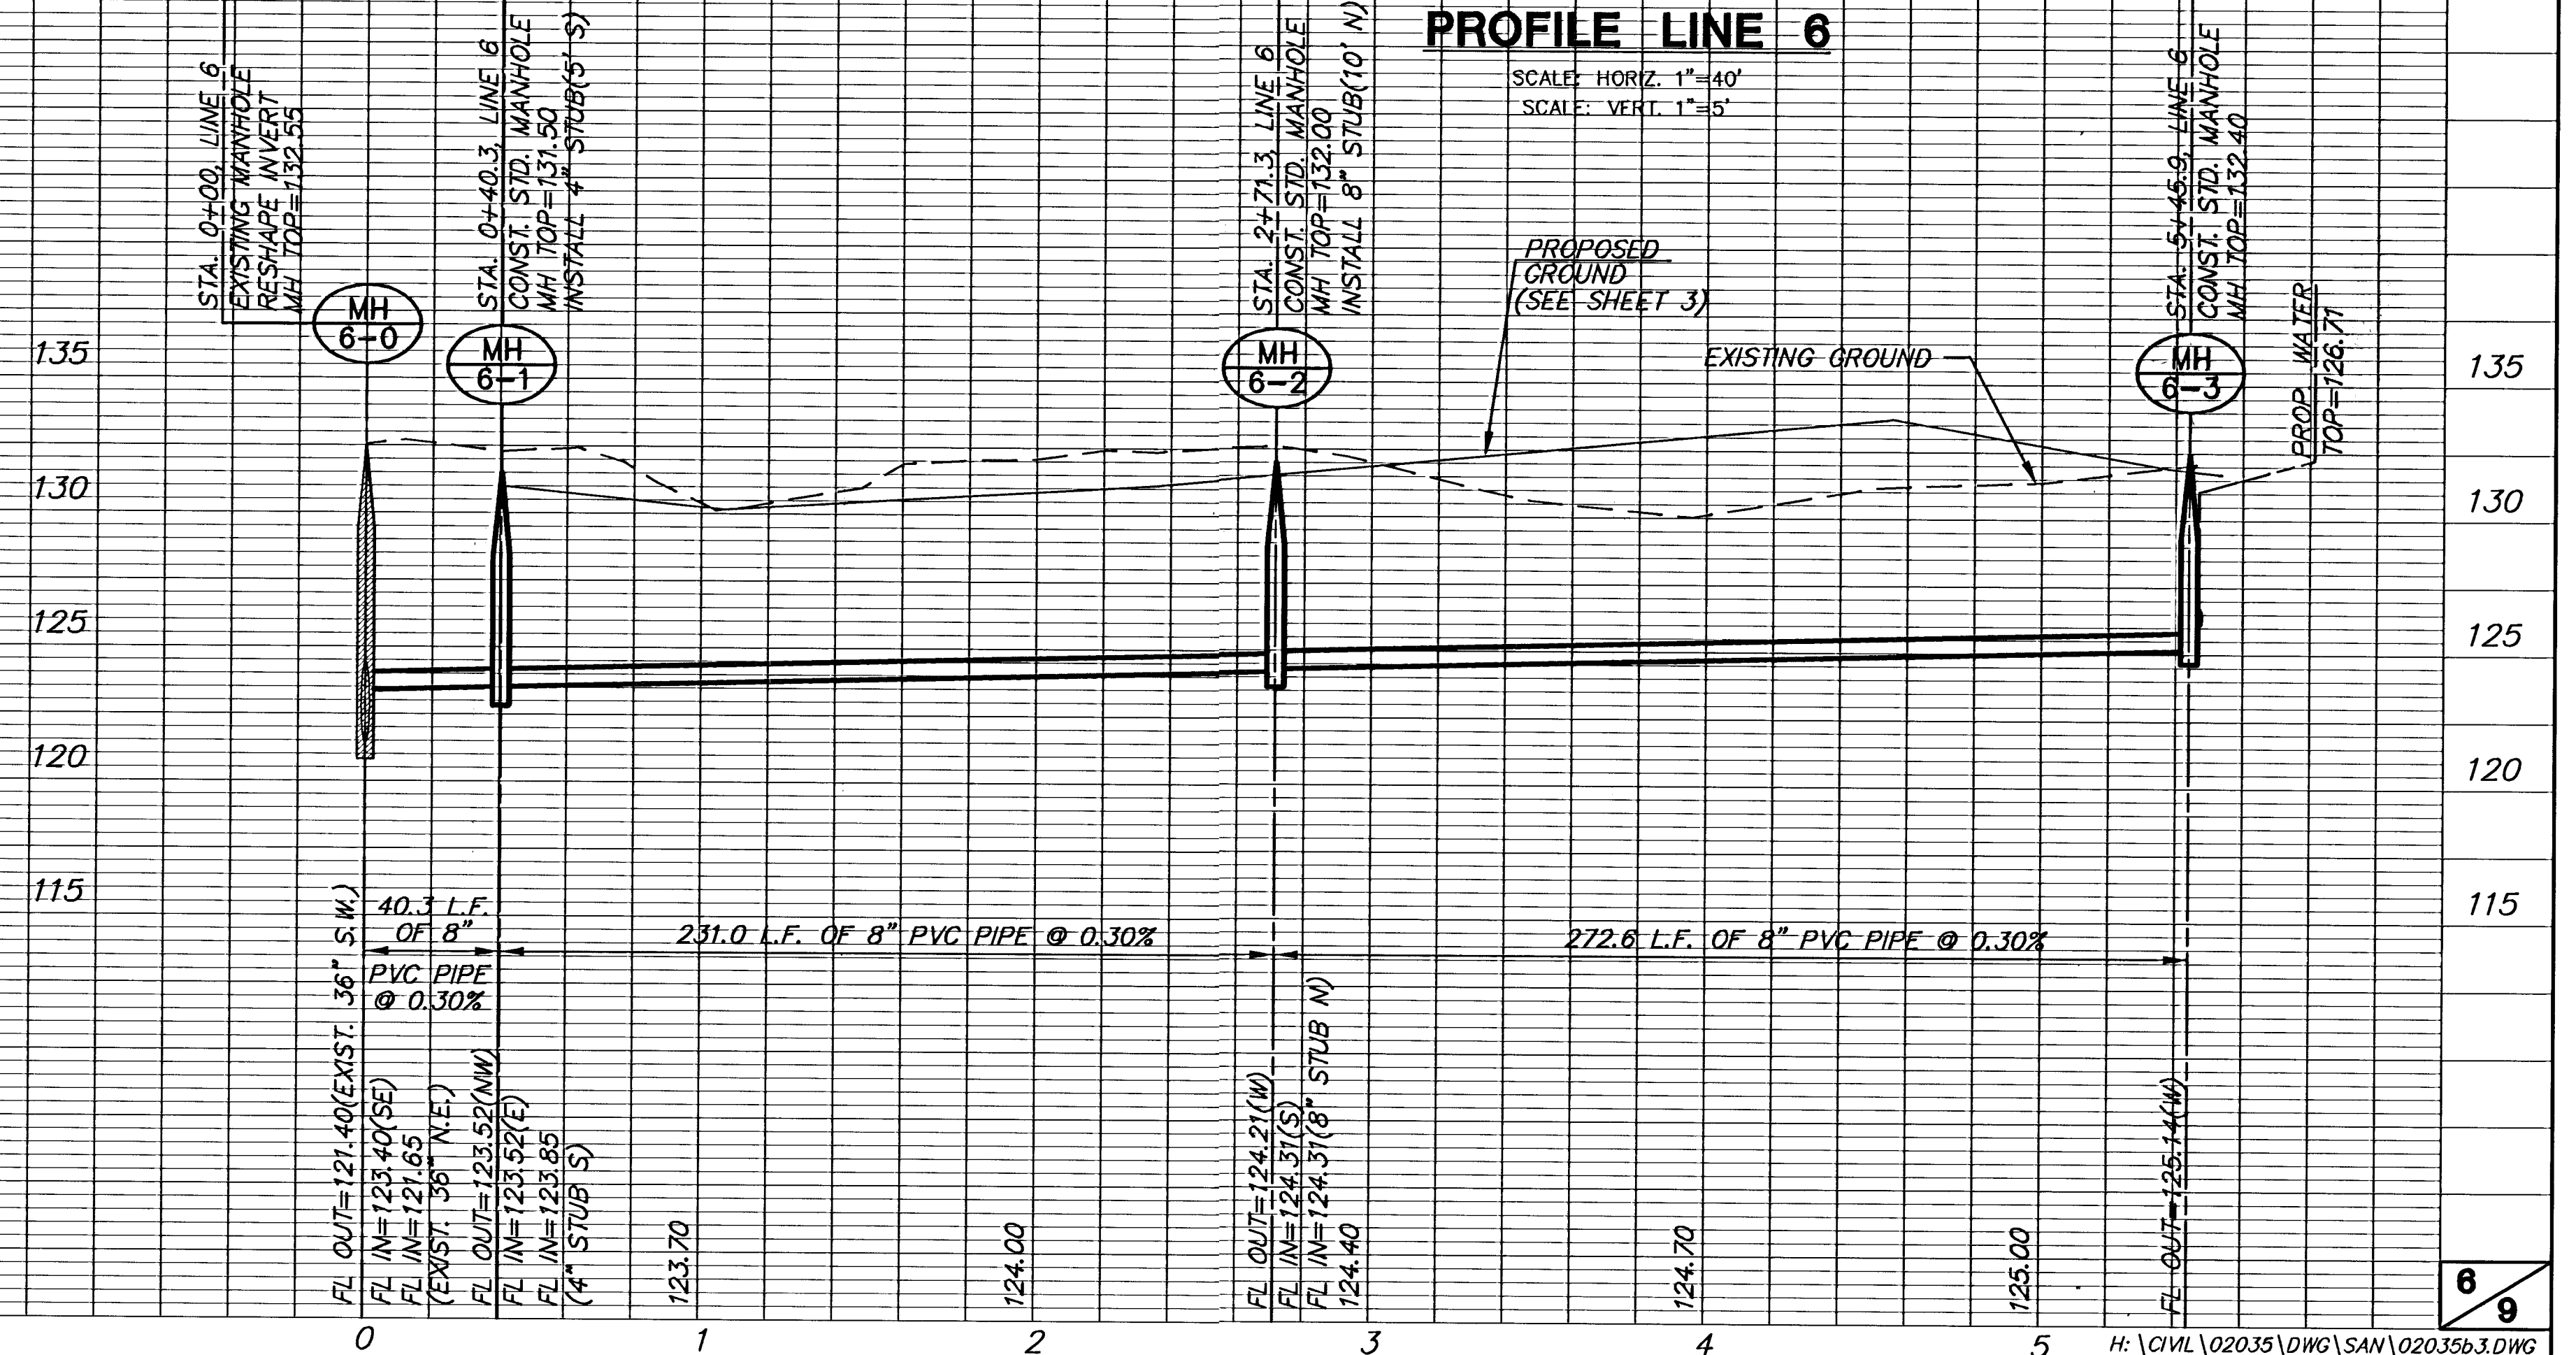 PROFILE LINE 6
SCALE: HORIZ. 1"=40'
SCALE: VERT. 1"=5'
STA. 0+00, LINE 6
EXISTING MANHOLE
RESHAPE INVERT
MH TOP=132.55
STA. 0+40.3, LINE 6
CONST. STD. MANHOLE
MH TOP=131.50
INSTALL 4" STUB(5' S)
STA. 2+71.3, LINE 6
CONST. STD. MANHOLE
MH TOP=132.00
INSTALL 8" STUB(10' N)
STA. 5+45.9, LINE 6
CONST. STD. MANHOLE
MH TOP=132.40
PROP. WATER
TOP=126.71
MH
6-0
MH
6-1
MH
6-2
MH
6-3
PROPOSED
GROUND
(SEE SHEET 3)
EXISTING GROUND
135
130
125
120
115
135
130
125
120
115
40.3 L.F.
OF 8"
PVC PIPE
@ 0.30%
231.0 L.F. OF 8" PVC PIPE @ 0.30%
272.6 L.F. OF 8" PVC PIPE @ 0.30%
FL OUT=121.40(EXIST. 36" S.W.)
FL IN=123.40(SE)
FL IN=121.65
(EXIST. 36" N.E.)
FL OUT=123.52(NW)
FL IN=123.52(E)
FL IN=123.85
(4" STUB S)
123.70
124.00
FL OUT=124.21(W)
FL IN=124.31(S)
FL IN=124.31(8" STUB N)
124.40
124.70
125.00
FL OUT=125.14(W)
0
1
2
3
4
5
6
9
H:\CIVIL\02035\DWG\SAN\02035b3.DWG